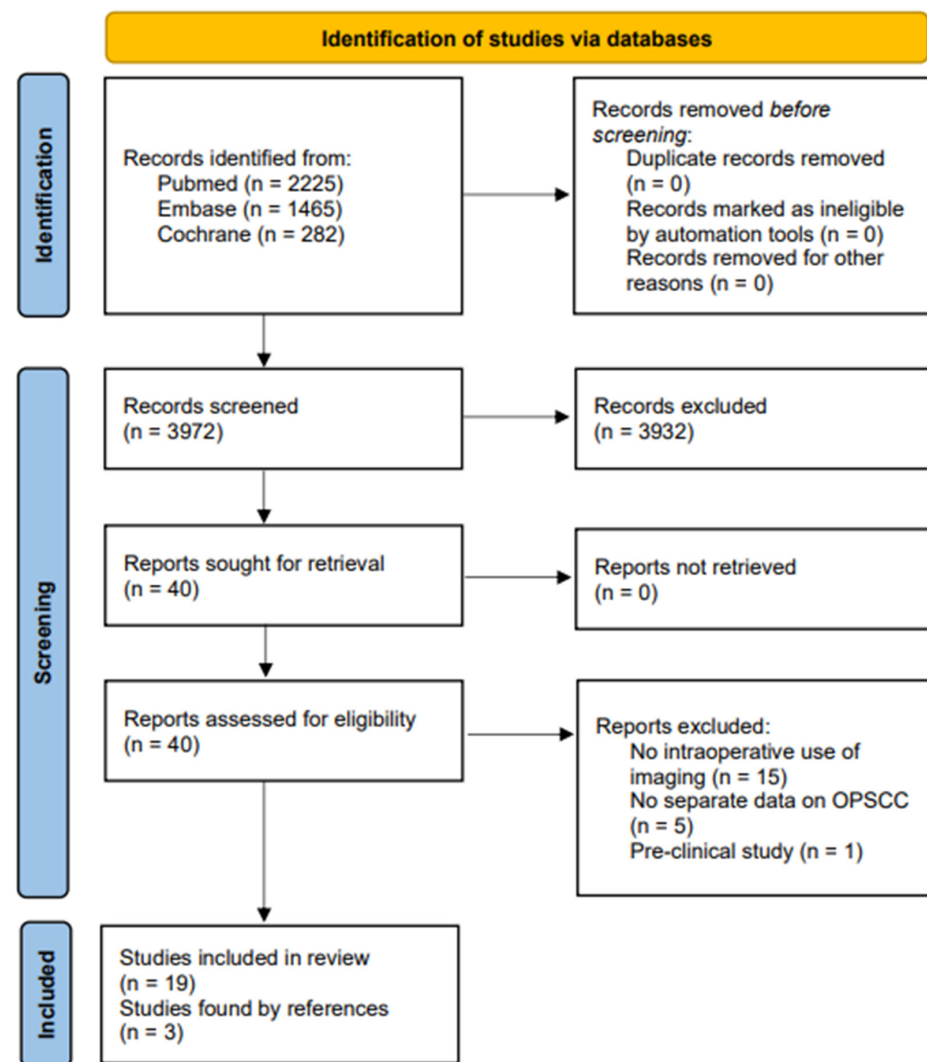 Identification of studies via databases
Identification
Records identified from:
Pubmed (n = 2225)
Embase (n = 1465)
Cochrane (n = 282)
Records removed before
screening:
Duplicate records removed
(n = 0)
Records marked as ineligible
by automation tools (n = 0)
Records removed for other
reasons (n = 0)
Screening
Records screened
(n = 3972)
Records excluded
(n = 3932)
Reports sought for retrieval
(n = 40)
Reports not retrieved
(n = 0)
Reports assessed for eligibility
(n = 40)
Reports excluded:
No intraoperative use of
imaging (n = 15)
No separate data on OPSCC
(n = 5)
Pre-clinical study (n = 1)
Included
Studies included in review
(n = 19)
Studies found by references
(n = 3)